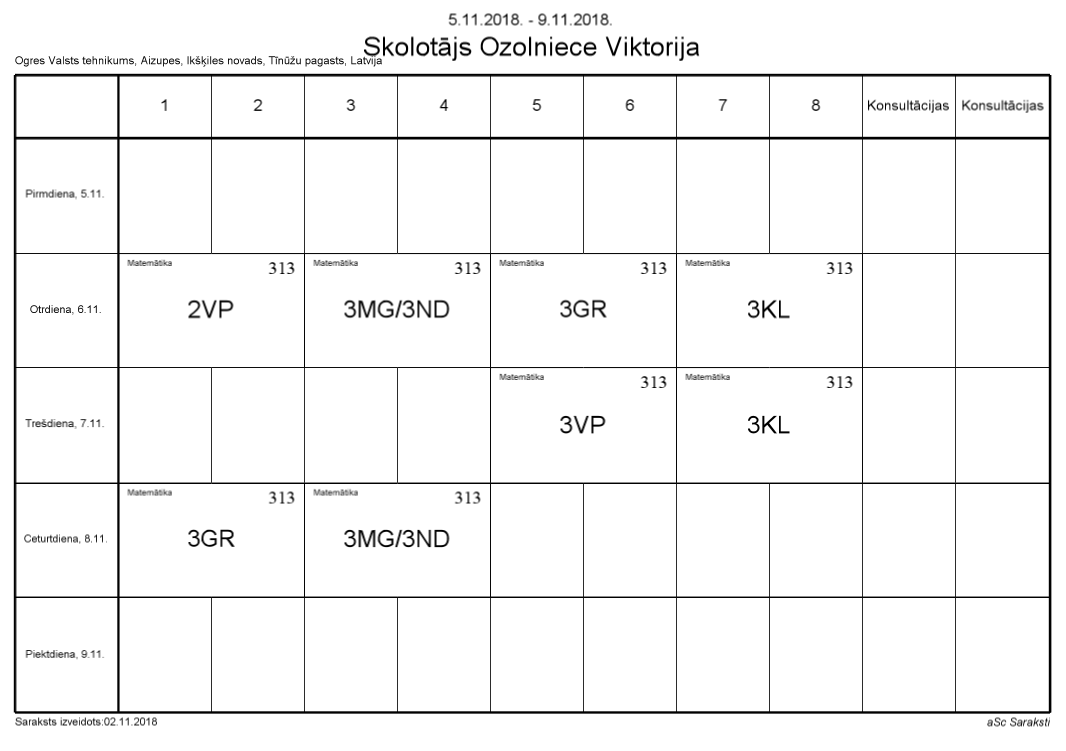 5.11.2018. - 9.11.2018.
Skolotājs Ozolniece Viktorija
Ogres Valsts tehnikums, Aizupes, Ikšķiles novads, Tīnūžu pagasts, Latvija
1 2 3 4 5 6 7 8 Konsultācijas Konsultācijas
Pirmdiena, 5.11.
Matemātika 313 Matemātika 313 Matemātika 313 Matemātika 313
Otrdiena, 6.11. 2VP 3MG/3ND 3GR 3KL
Matemātika 313 Matemātika 313
Trešdiena, 7.11. 3VP 3KL
Matemātika 313 Matemātika 313
Ceturtdiena, 8.11. 3GR 3MG/3ND
Piektdiena, 9.11.
Saraksts izveidots:02.11.2018 aSc Saraksti